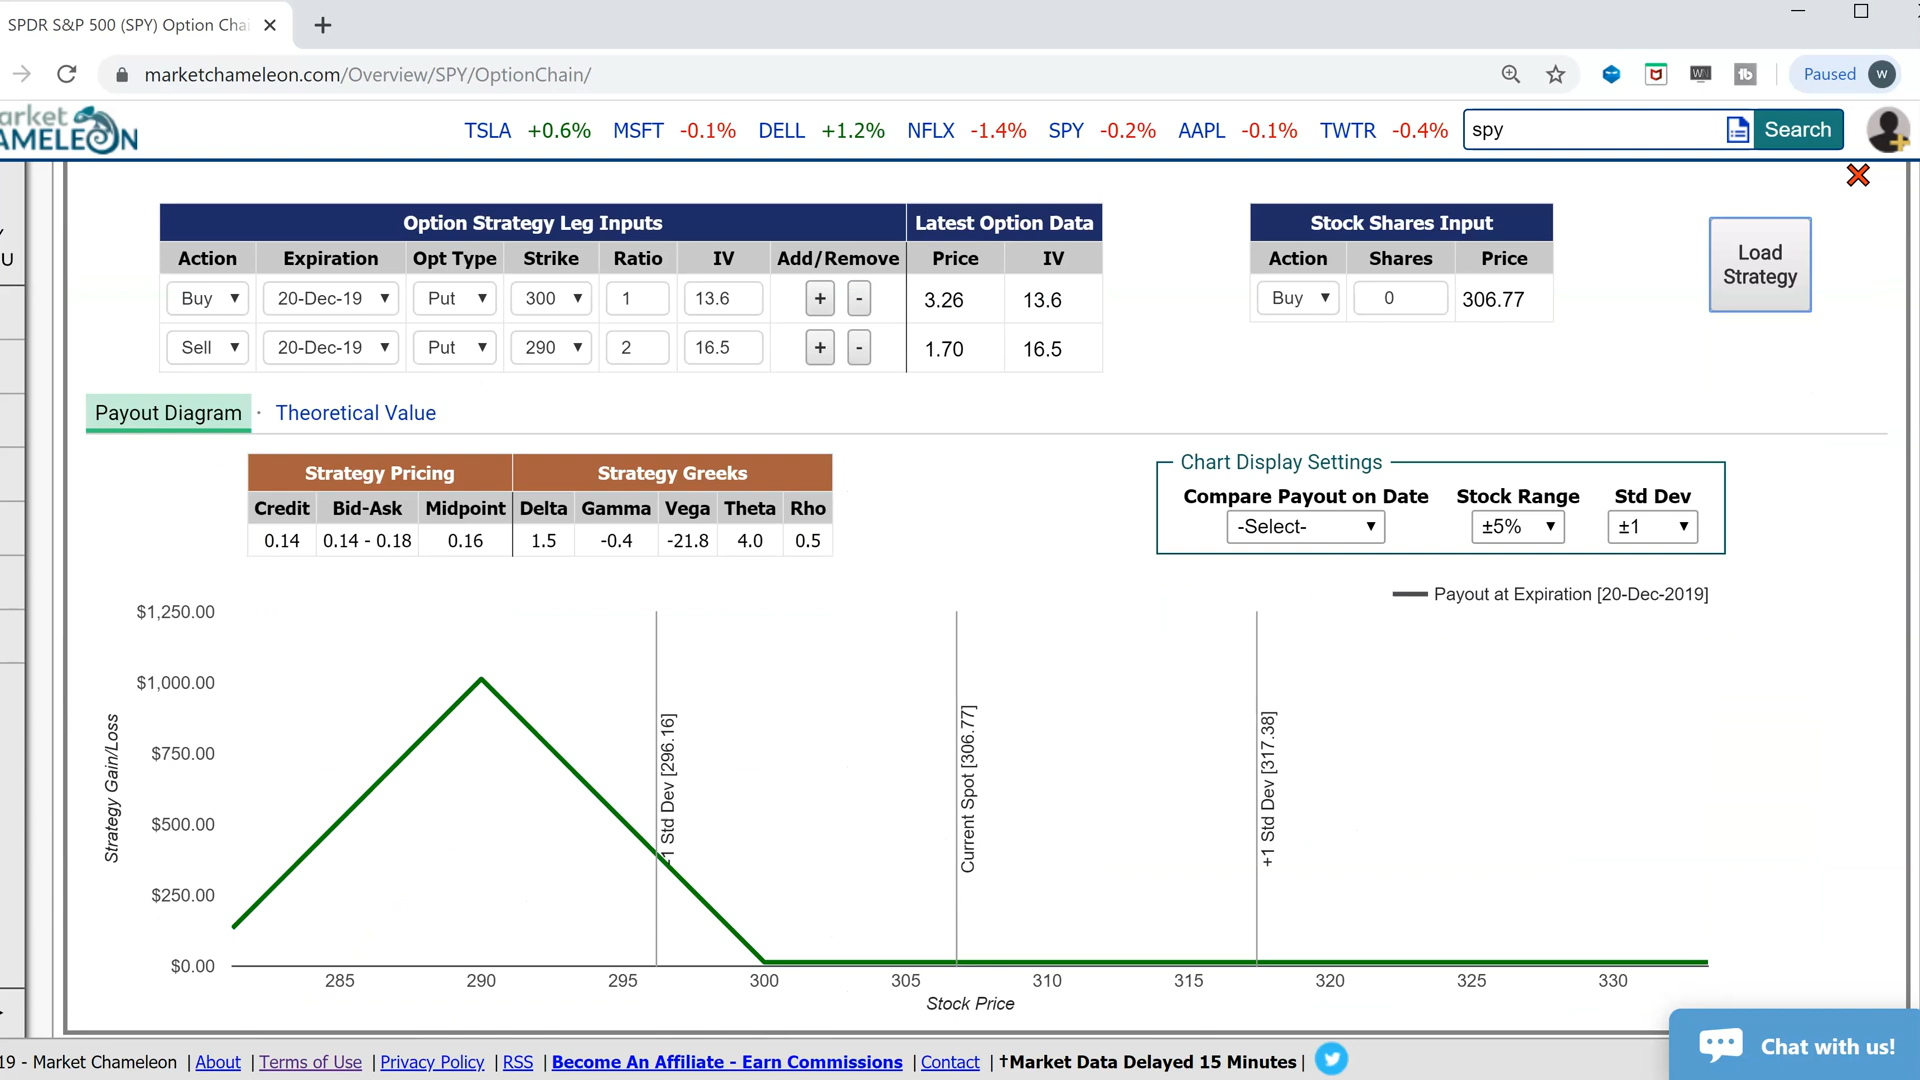 SPDR S&P 500 (SPY) Option Cha
marketchameleon.com/Overview/SPY/OptionChain/
Paused W
arket
AMELEON
TSLA +0.6% MSFT -0.1% DELL +1.2% NFLX -1.4% SPY -0.2% AAPL -0.1% TWTR -0.4%
spy
Search
U
Option Strategy Leg Inputs Latest Option Data
Action Expiration Opt Type Strike Ratio IV Add/Remove Price IV
Buy 20-Dec-19 Put 300 1 13.6 + - 3.26 13.6
Sell 20-Dec-19 Put 290 2 16.5 + - 1.70 16.5
Stock Shares Input
Action Shares Price
Buy 0 306.77
Load
Strategy
Payout Diagram · Theoretical Value
Strategy Pricing Strategy Greeks
Credit Bid-Ask Midpoint Delta Gamma Vega Theta Rho
0.14 0.14 - 0.18 0.16 1.5 -0.4 -21.8 4.0 0.5
Chart Display Settings
Compare Payout on Date Stock Range Std Dev
-Select- ±5% ±1
Payout at Expiration [20-Dec-2019]
$1,250.00
$1,000.00
$750.00
$500.00
$250.00
$0.00
Strategy Gain/Loss
-1 Std Dev [296.16]
Current Spot [306.77]
+1 Std Dev [317.38]
285 290 295 300 305 310 315 320 325 330
Stock Price
19 - Market Chameleon | About | Terms of Use | Privacy Policy | RSS | Become An Affiliate - Earn Commissions | Contact | †Market Data Delayed 15 Minutes |
Chat with us!